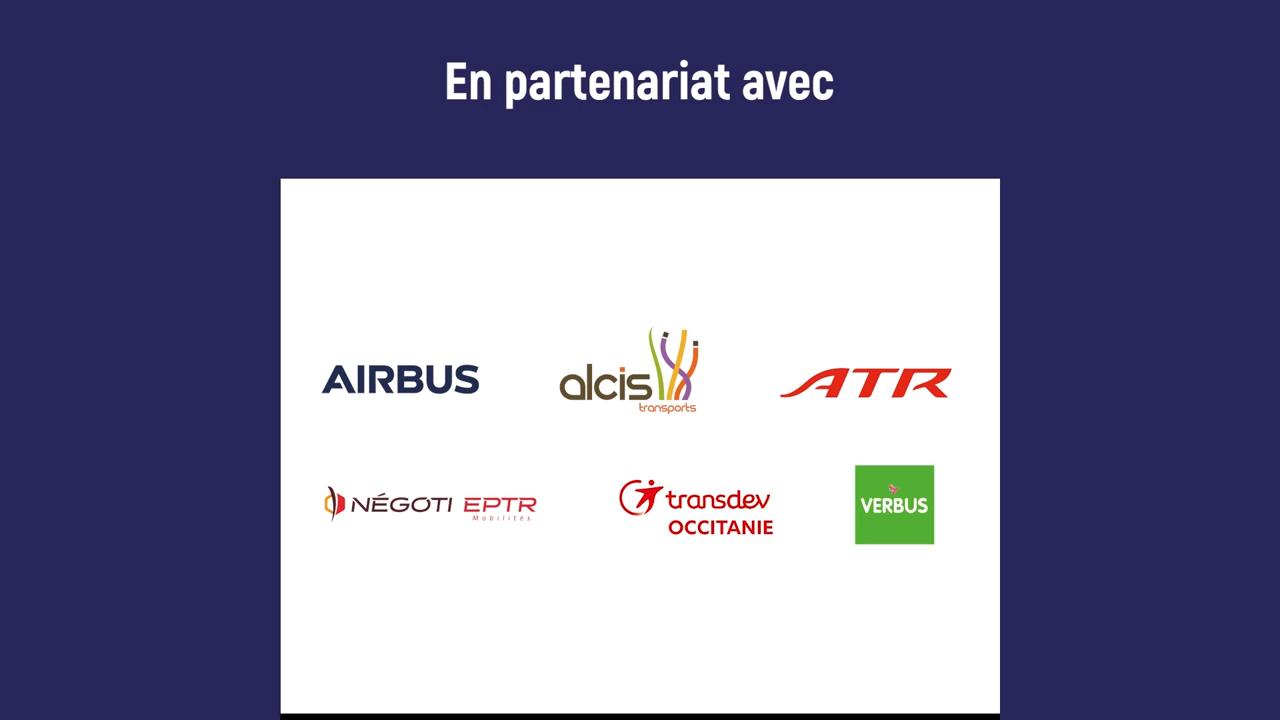 En partenariat avec
AIRBUS
alcis
transports
ATR
NÉGOTI EPTR
Mobilités
transdev
OCCITANIE
VERBUS